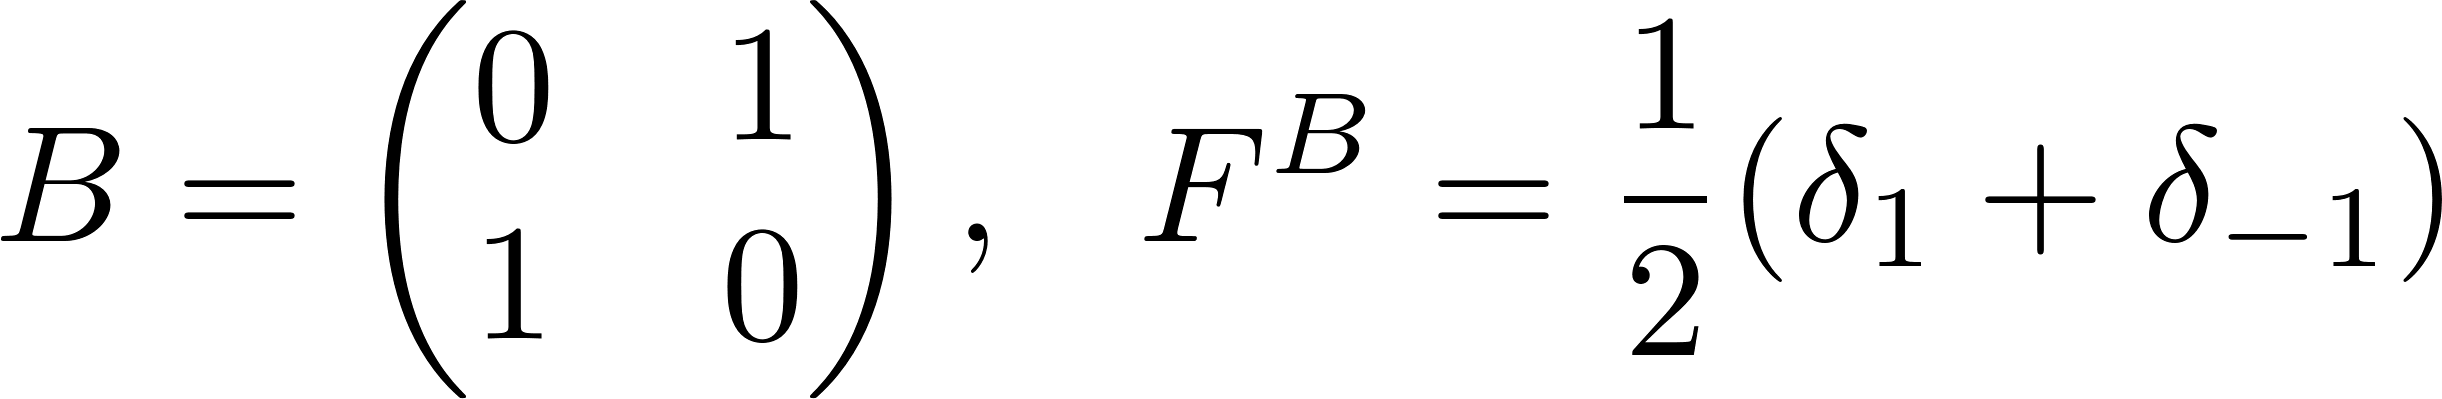 B = \begin{pmatrix} 0 & 1 \\ 1 & 0 \end{pmatrix}, \quad F^B = \frac{1}{2}(\delta_1 + \delta_{-1})